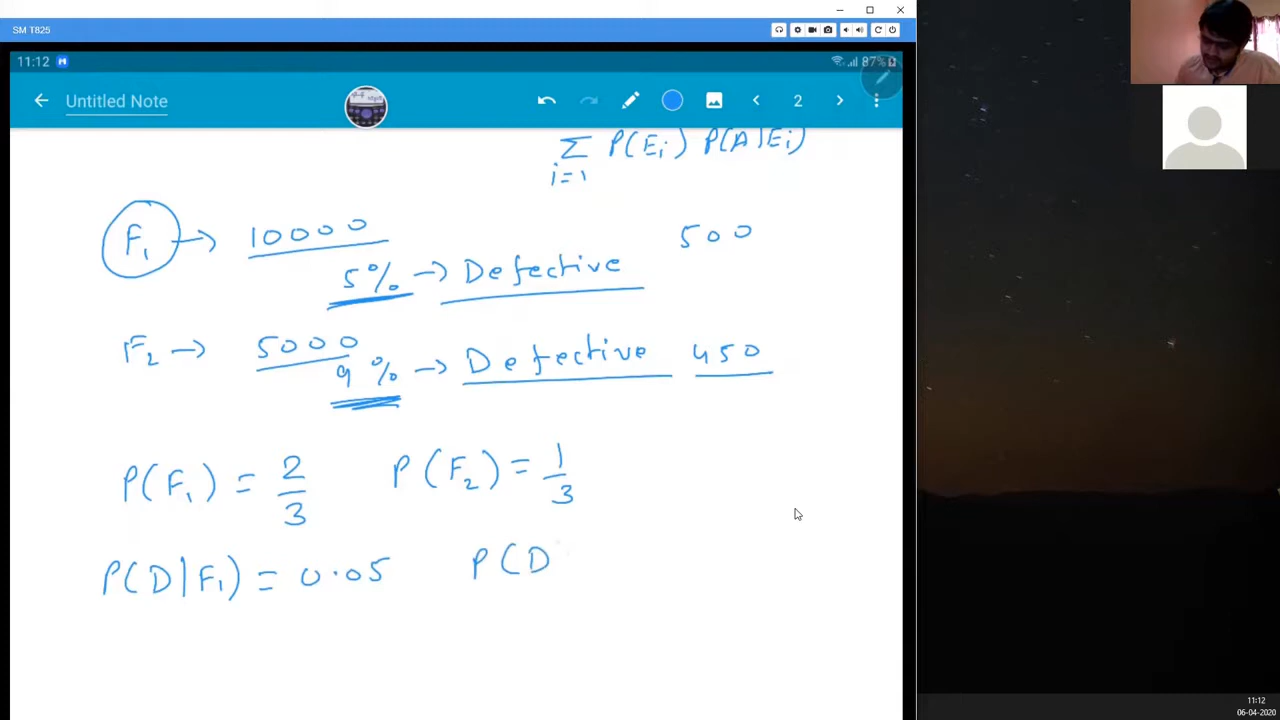 SM T825
11:12 87%
Untitled Note 2
∑ P(Ei) P(A|Ei)
i=1
F1 → 10000 500
5% → Defective
F2 → 5000
9% → Defective 450
P(F1) = 2/3 P(F2) = 1/3
P(D|F1) = 0.05 P(D
11:12
06-04-2020